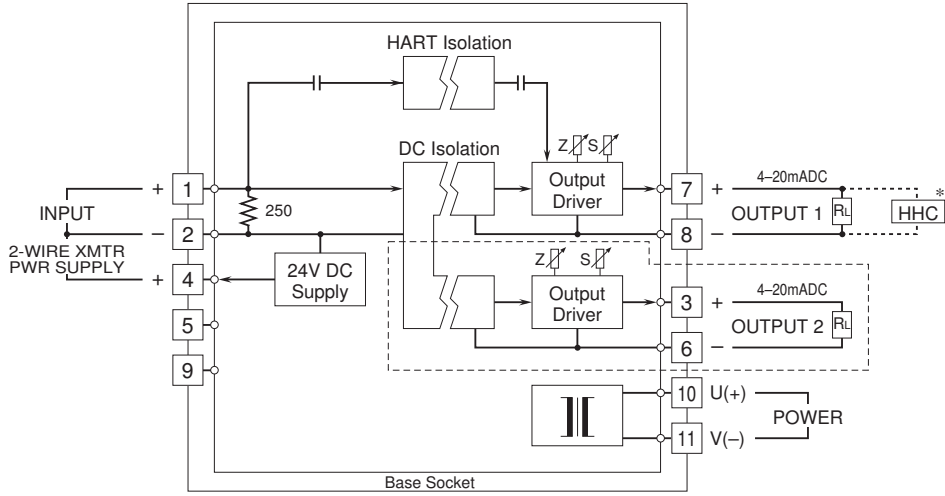 HART Isolation
DC Isolation
Z S
Output
Driver
250
24V DC
Supply
Z S
Output
Driver
1
2
4
5
9
+
INPUT
–
2-WIRE XMTR
PWR SUPPLY
+
7
8
3
6
10
11
+ 4–20mADC
OUTPUT 1
–
RL
HHC
*
+ 4–20mADC
OUTPUT 2
–
RL
U(+)
POWER
V(–)
Base Socket